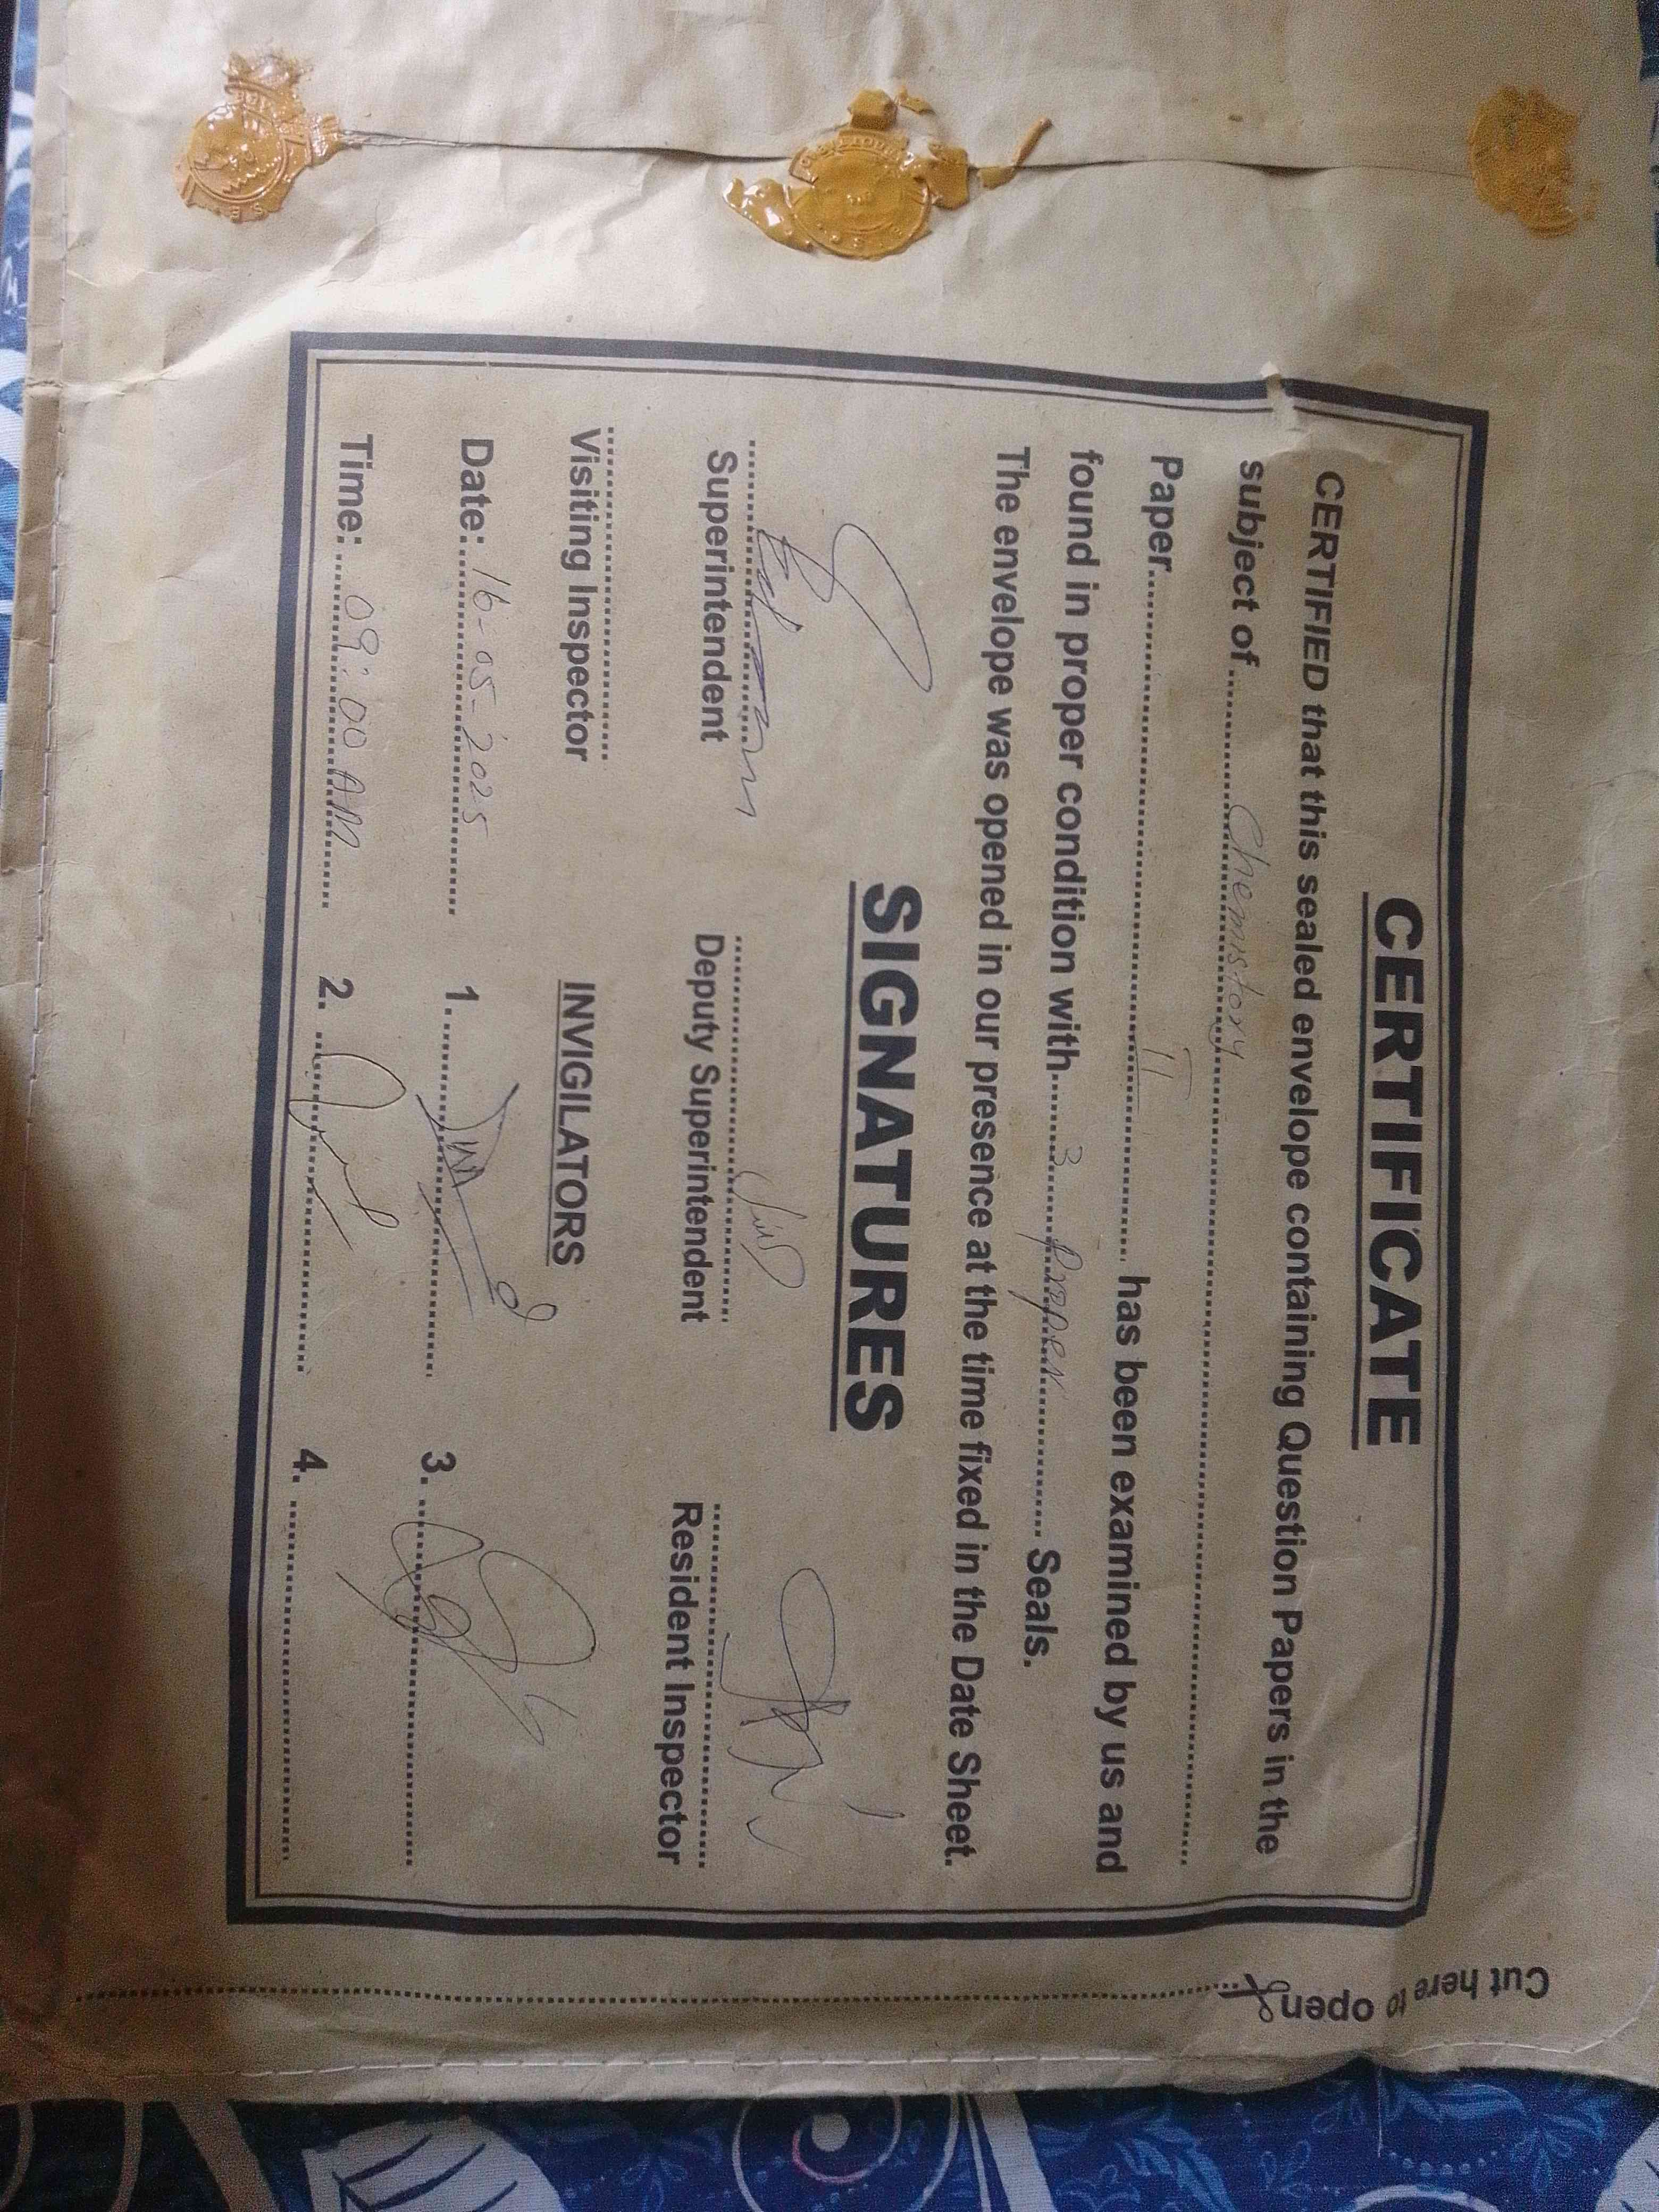 CERTIFICATE
CERTIFIED that this sealed envelope containing Question Papers in the
subject of Chemistory
Paper II has been examined by us and
found in proper condition with 3 proper Seals.
The envelope was opened in our presence at the time fixed in the Date Sheet.
SIGNATURES
Superintendent Deputy Superintendent Resident Inspector
Visiting Inspector INVIGILATORS
Date: 16-05-2025 1. 3.
Time: 09:00 AM 2. 4.
Cut here to open